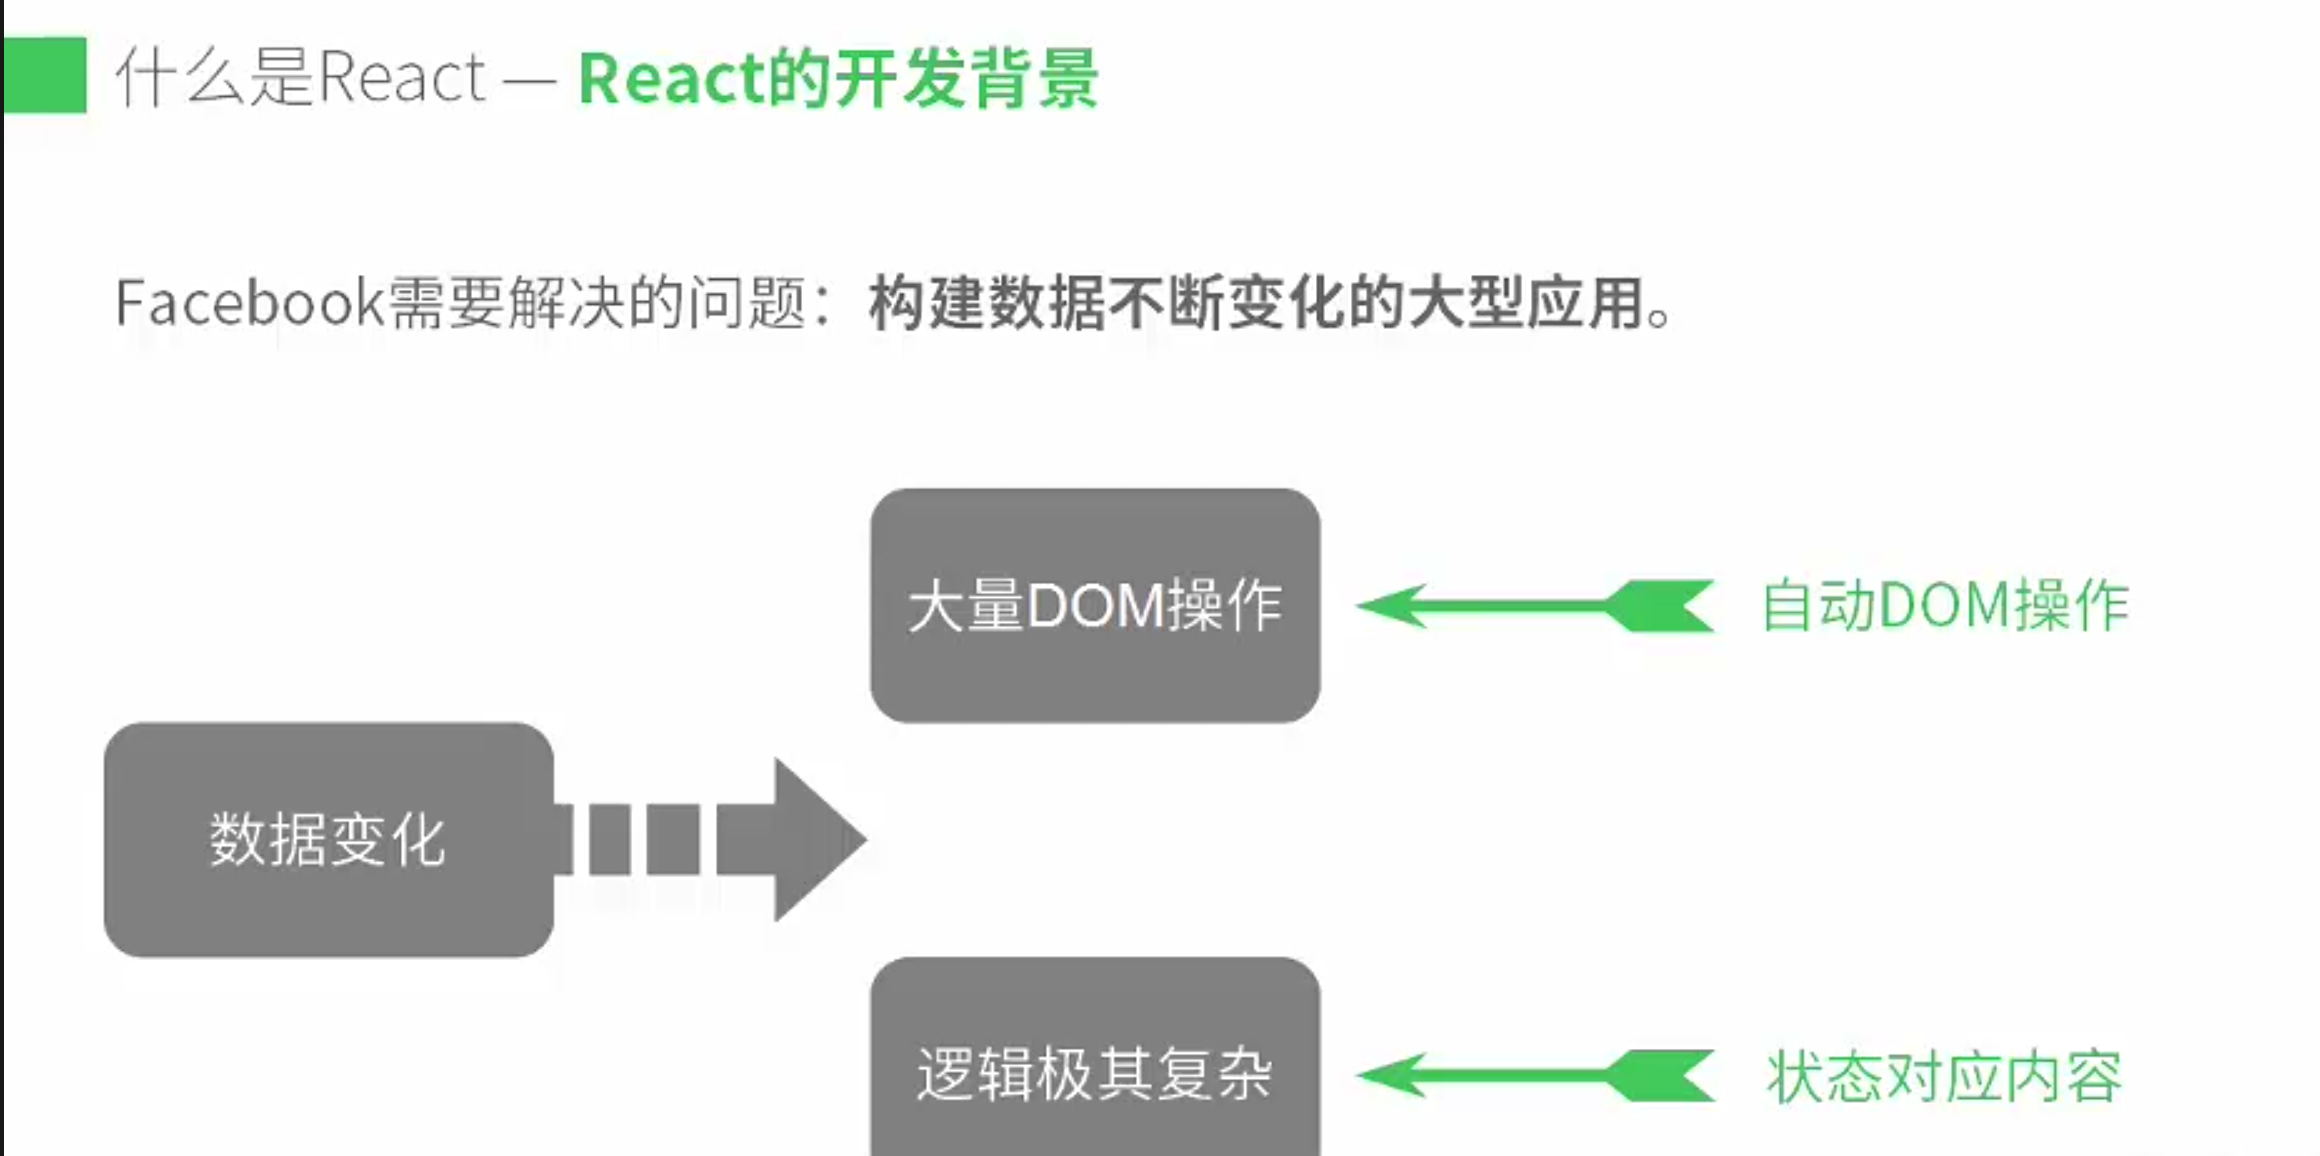 什么是React — React的开发背景
Facebook需要解决的问题：构建数据不断变化的大型应用。
大量DOM操作
自动DOM操作
数据变化
逻辑极其复杂
状态对应内容